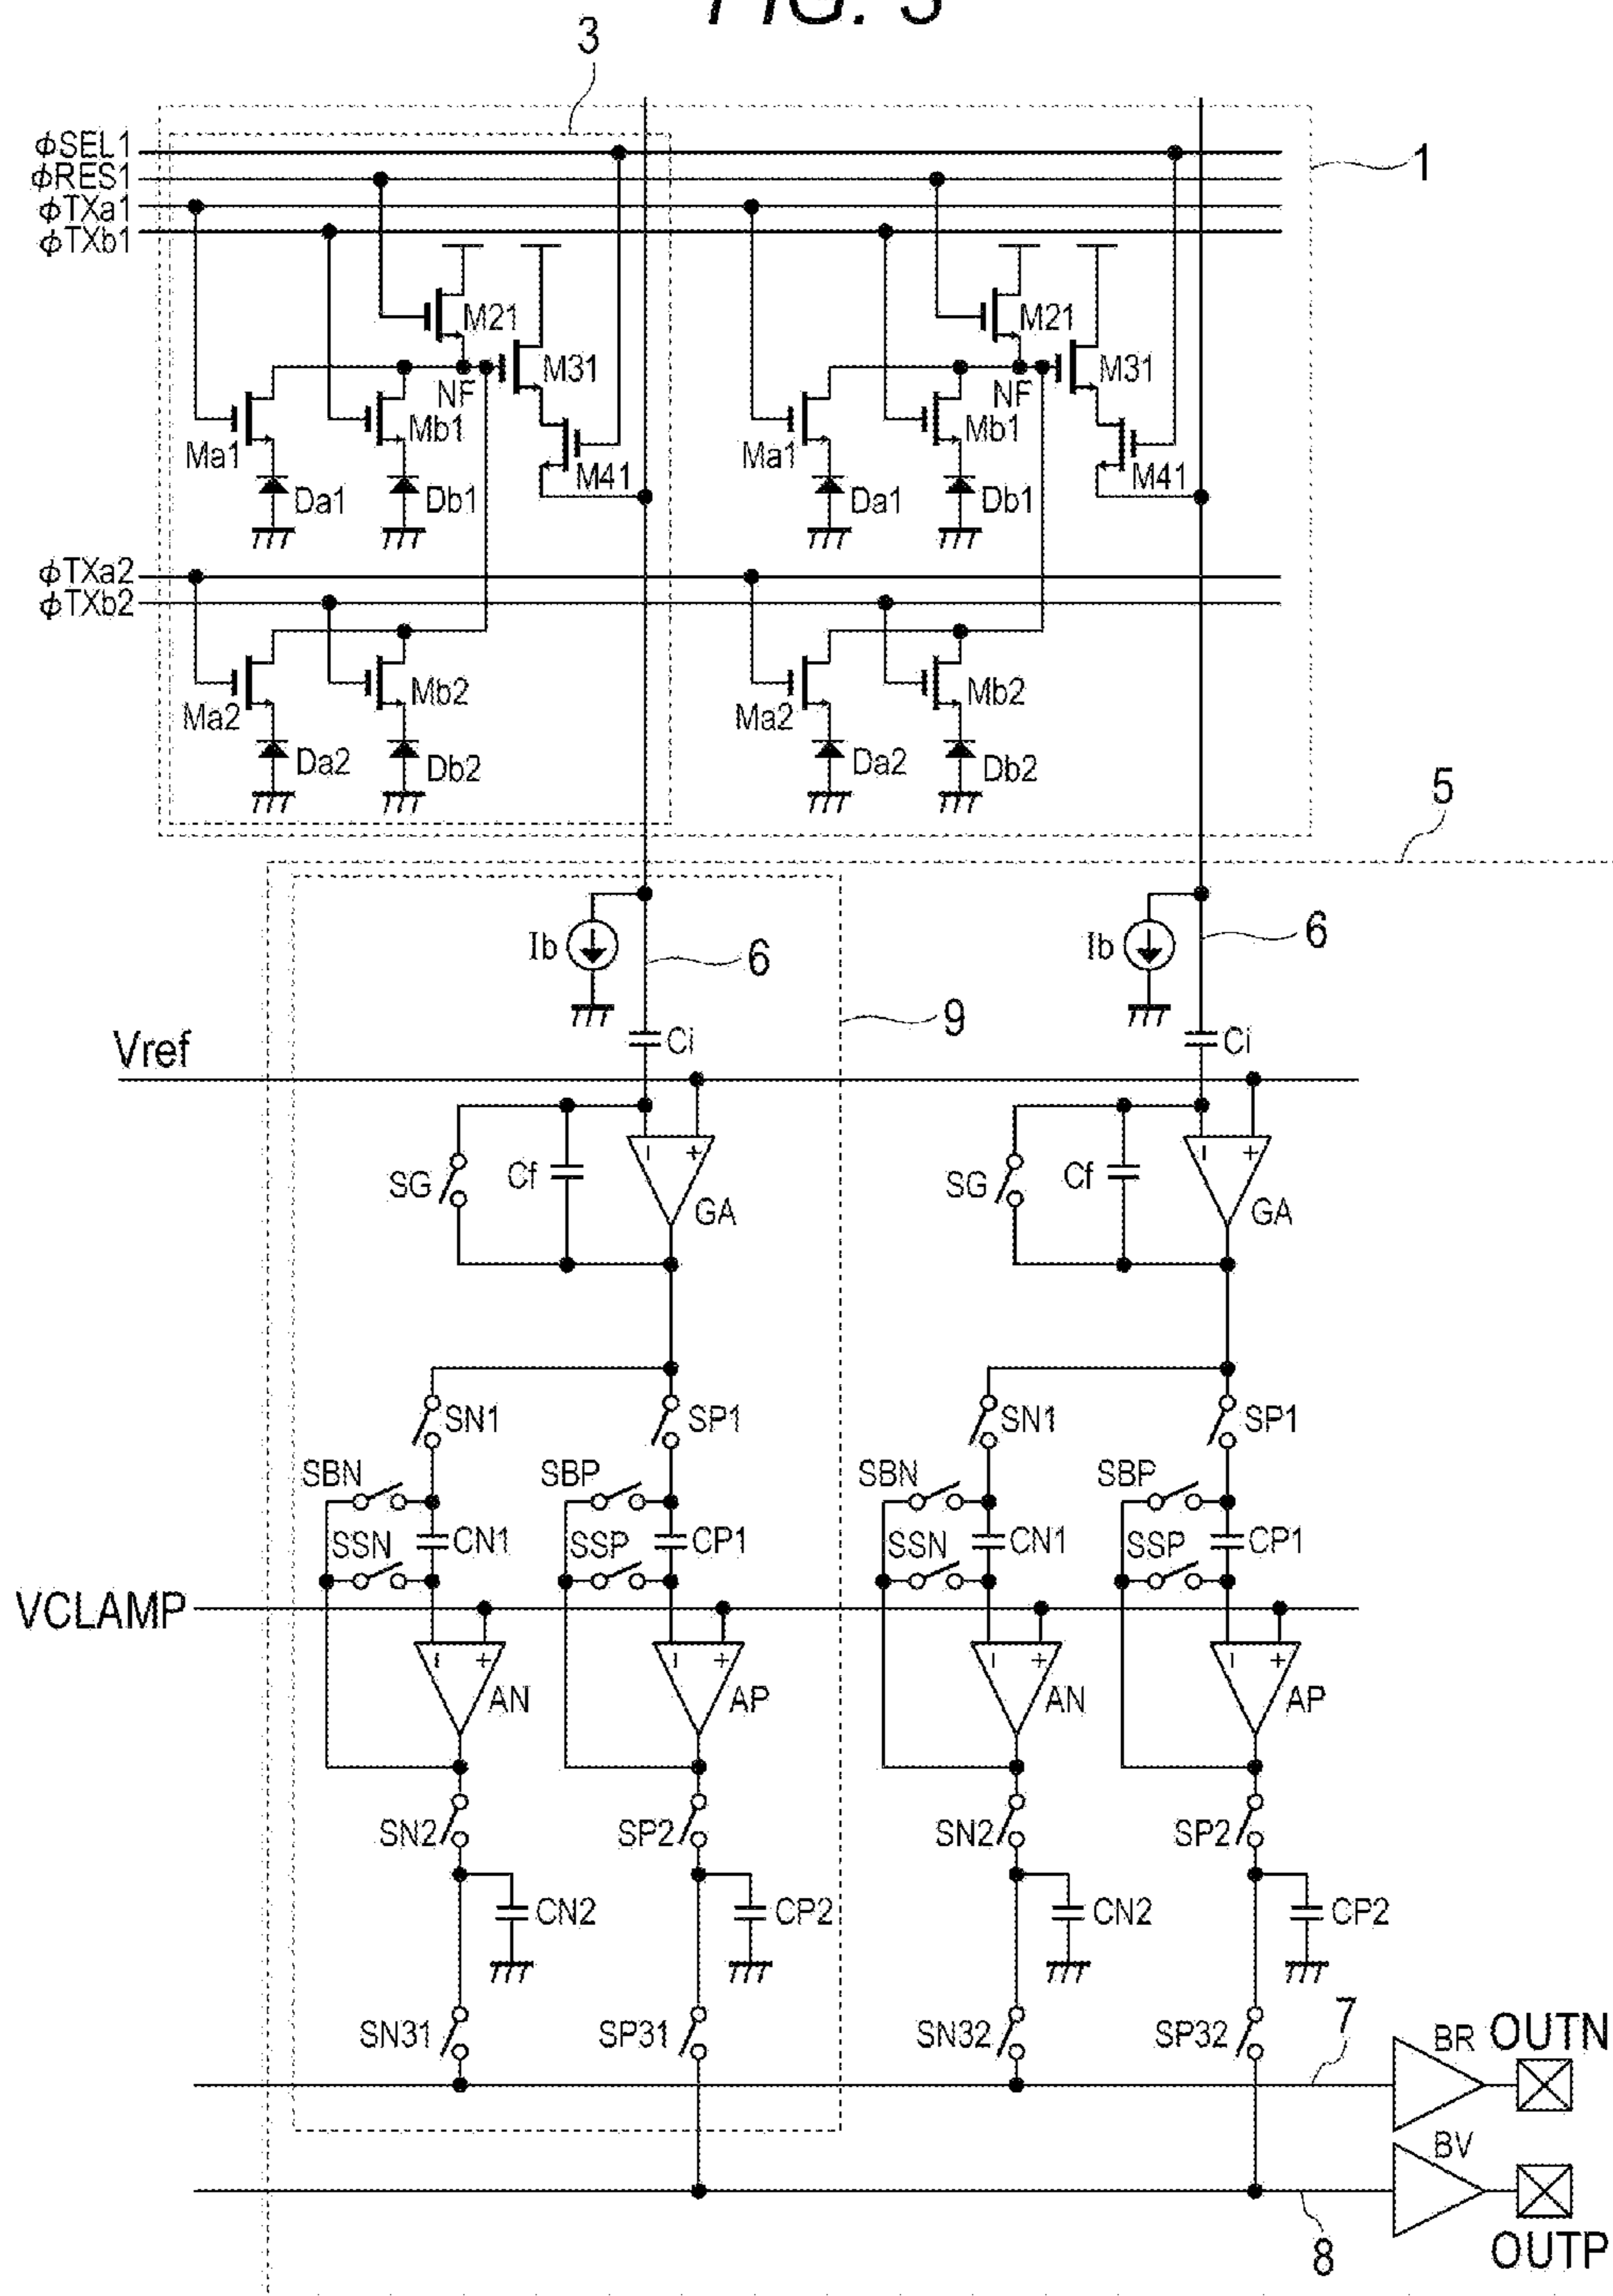 FIG. 3
3
φSEL1
φRES1
φTXa1
φTXb1
1
M21 M21
M31 M31
NF NF
Mb1 Mb1
Ma1 Ma1
M41 M41
Da1 Db1 Da1 Db1
φTXa2
φTXb2
Mb2 Mb2
Ma2 Ma2
Da2 Db2 Da2 Db2
5
Ib 6 Ib 6
9
Ci Ci
Vref
− + − +
SG Cf SG Cf
GA GA
SN1 SP1 SN1 SP1
SBN SBP SBN SBP
SSN CN1 SSP CP1 SSN CN1 SSP CP1
VCLAMP
− + − + − + − +
AN AP AN AP
SN2 SP2 SN2 SP2
CN2 CP2 CN2 CP2
7
SN31 SP31 SN32 SP32 BR OUTN
BV
8
OUTP